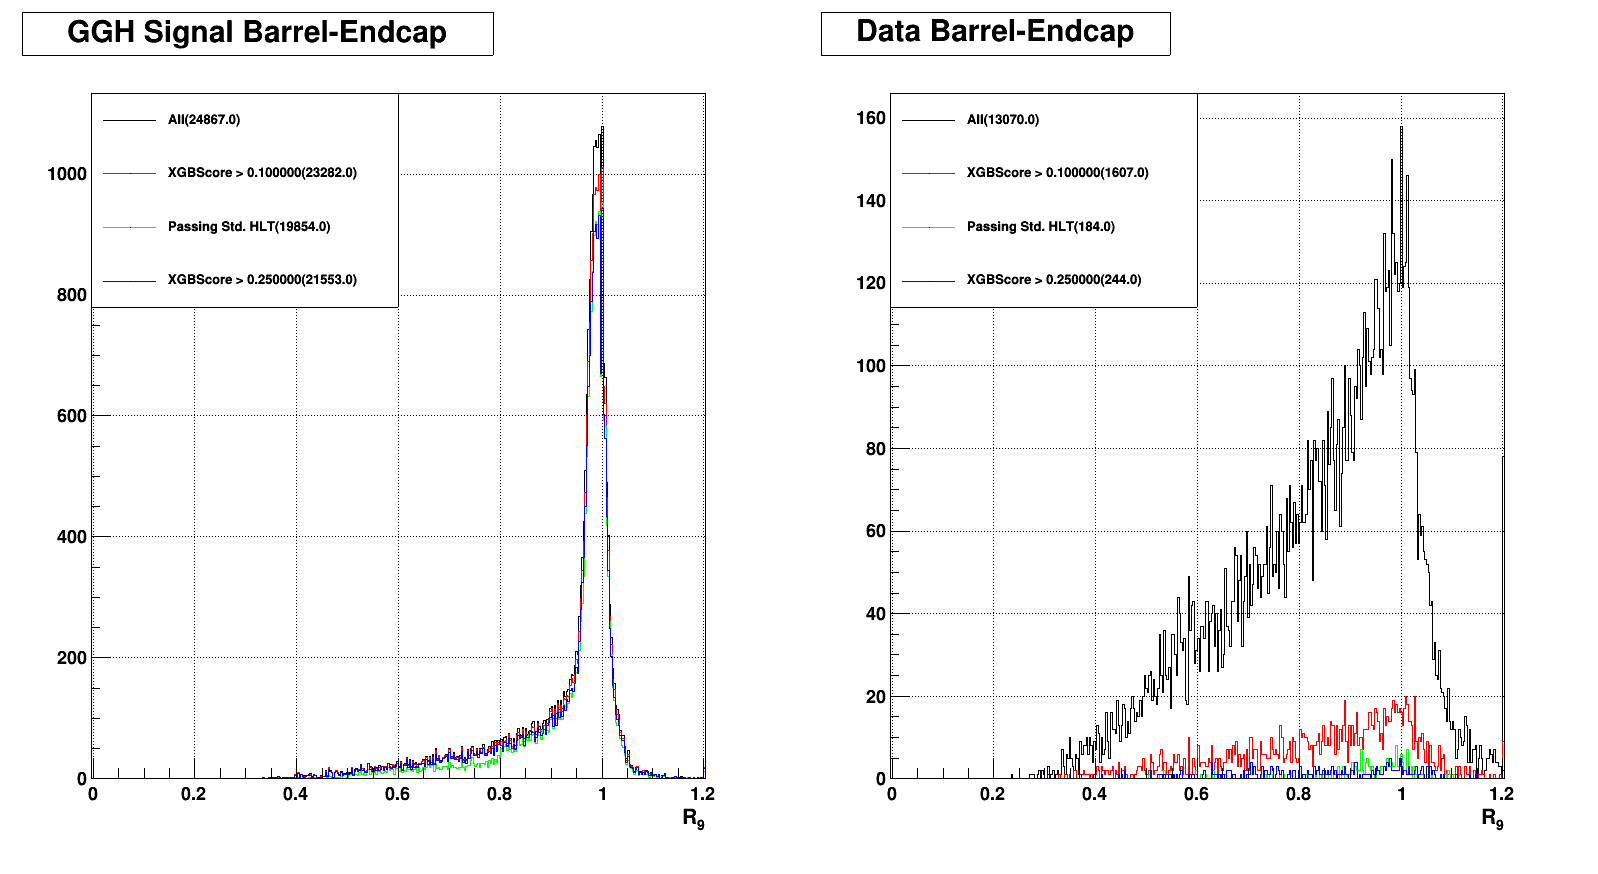 GGH Signal Barrel-Endcap
All(24867.0)
XGBScore > 0.100000(23282.0)
Passing Std. HLT(19854.0)
XGBScore > 0.250000(21553.0)
1000
800
600
400
200
0
0 0.2 0.4 0.6 0.8 1 1.2
R9
Data Barrel-Endcap
All(13070.0)
XGBScore > 0.100000(1607.0)
Passing Std. HLT(184.0)
XGBScore > 0.250000(244.0)
160
140
120
100
80
60
40
20
0
0 0.2 0.4 0.6 0.8 1 1.2
R9